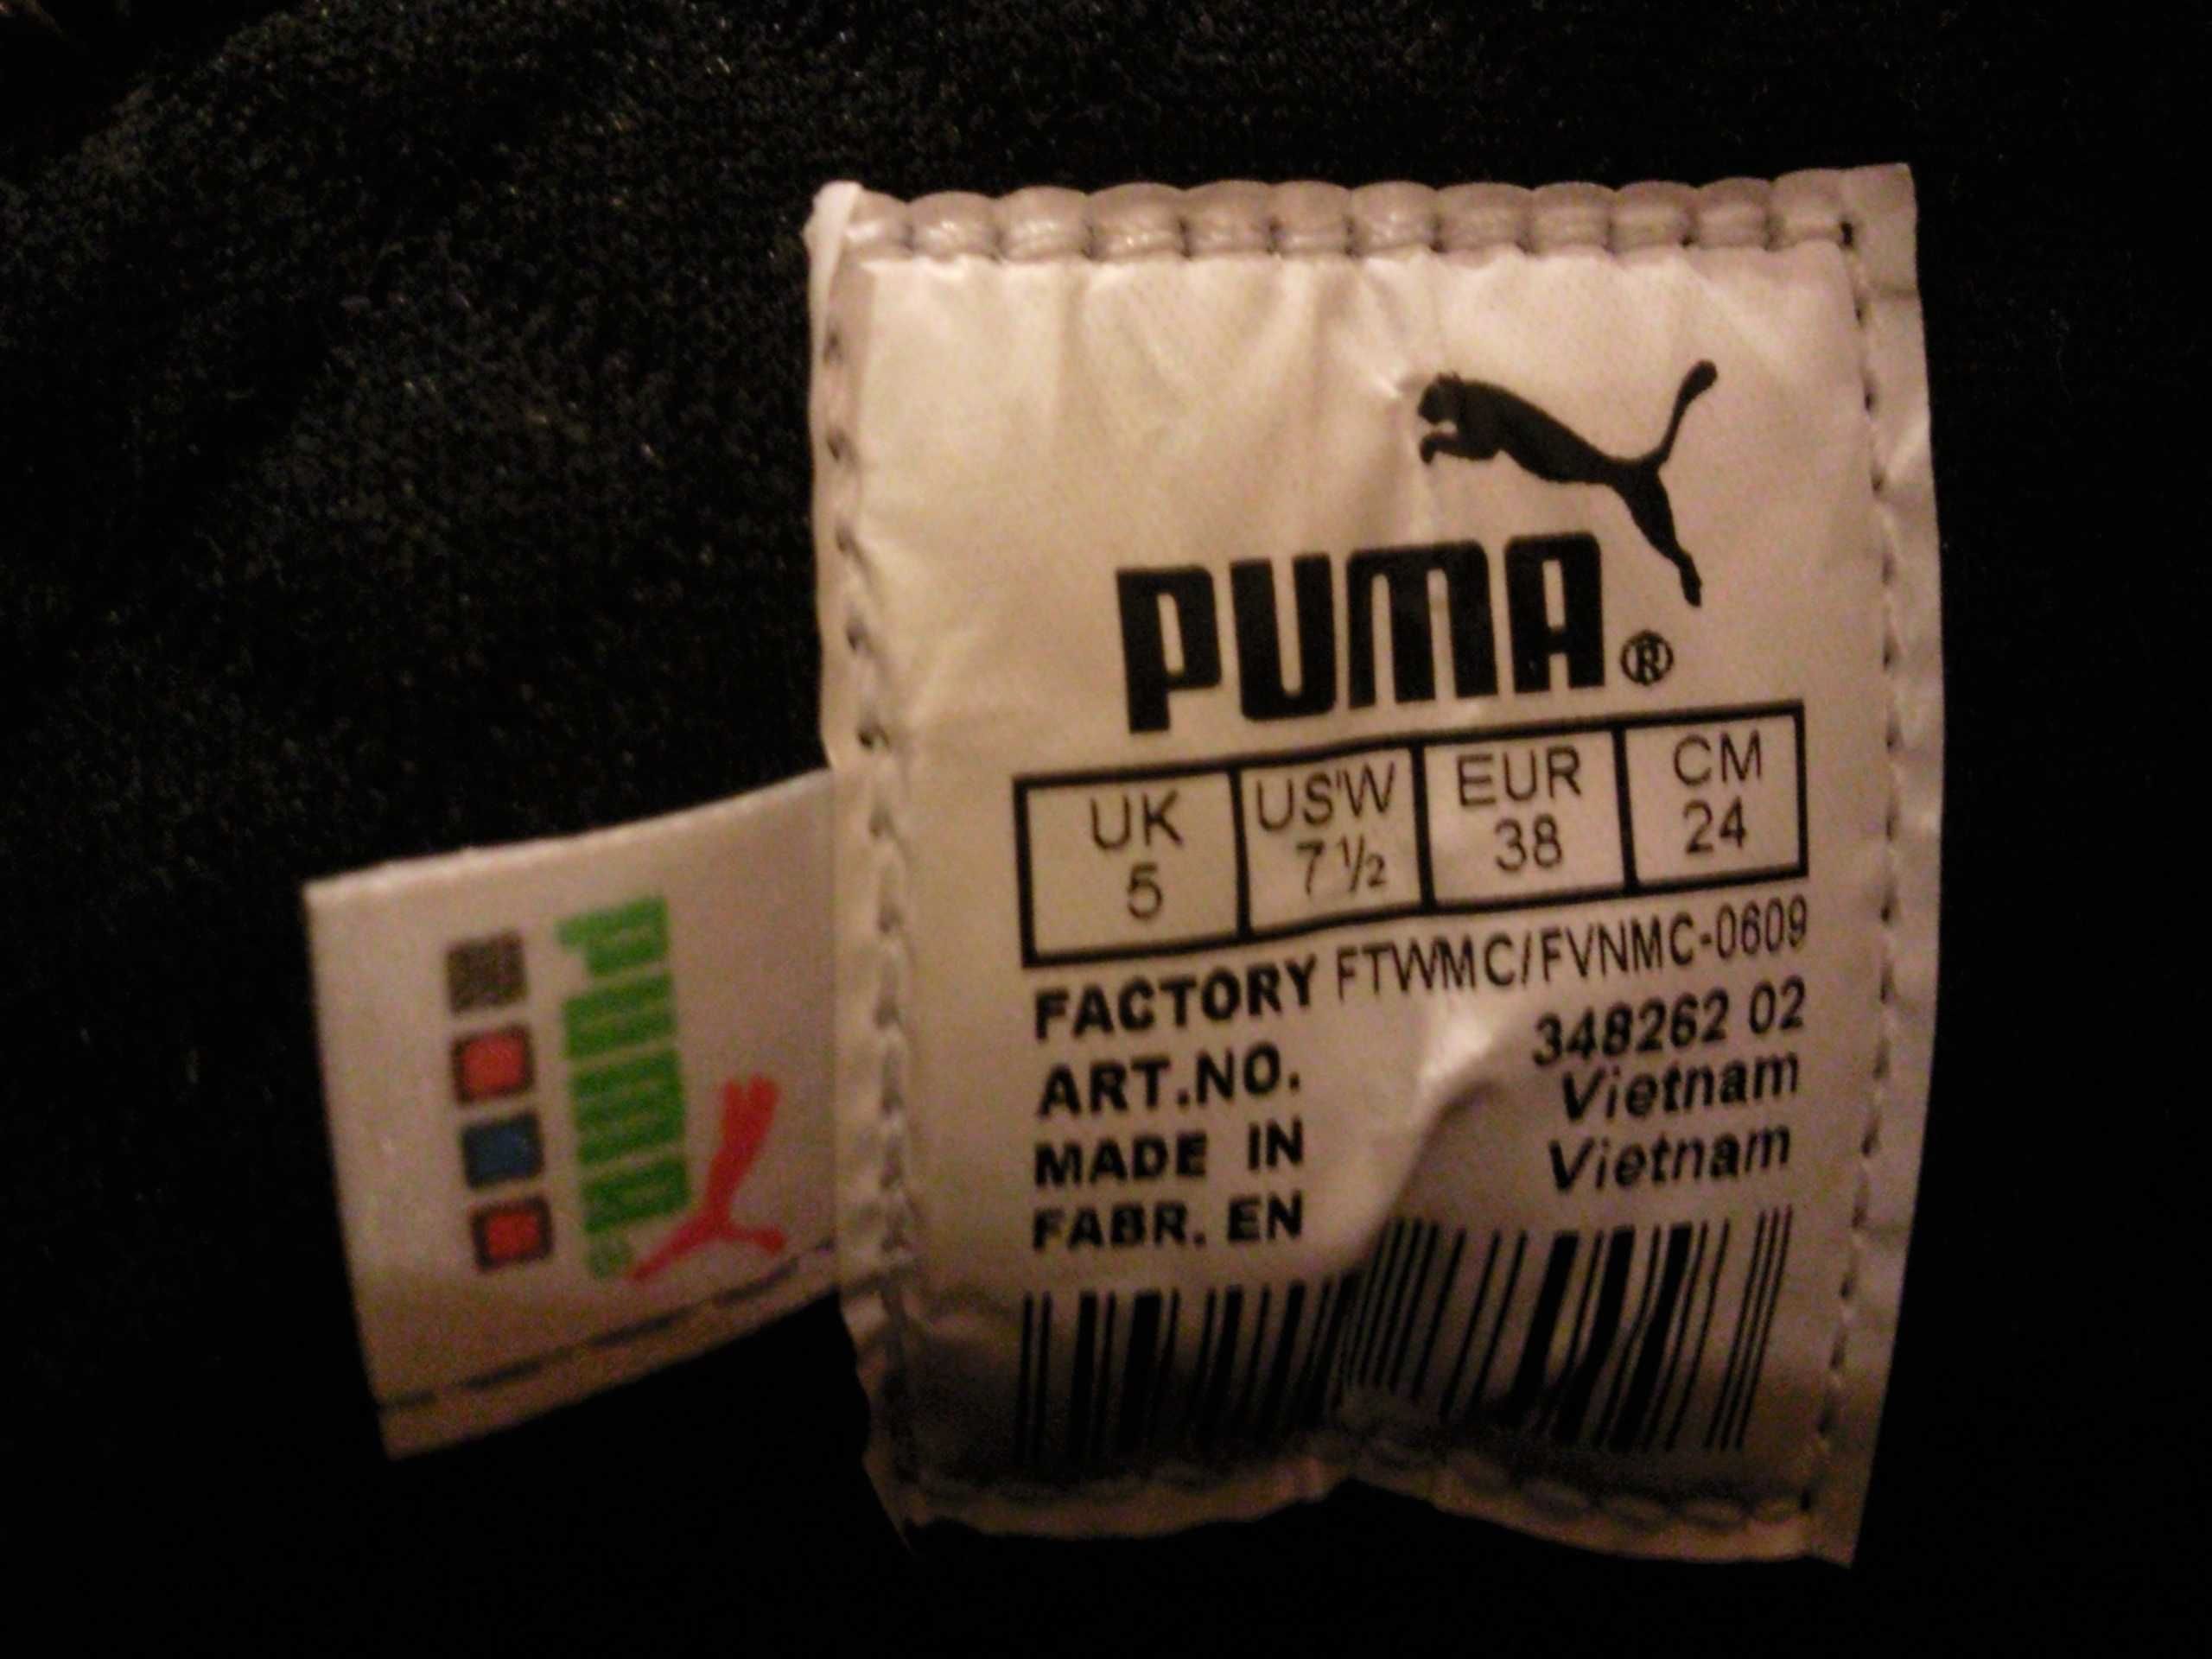 PUMA®
UK US'W EUR CM
5 7½ 38 24
FACTORY FTWMC/FVNMC-0609
ART.NO. 348262 02
MADE IN Vietnam
FABR. EN Vietnam
PUMA